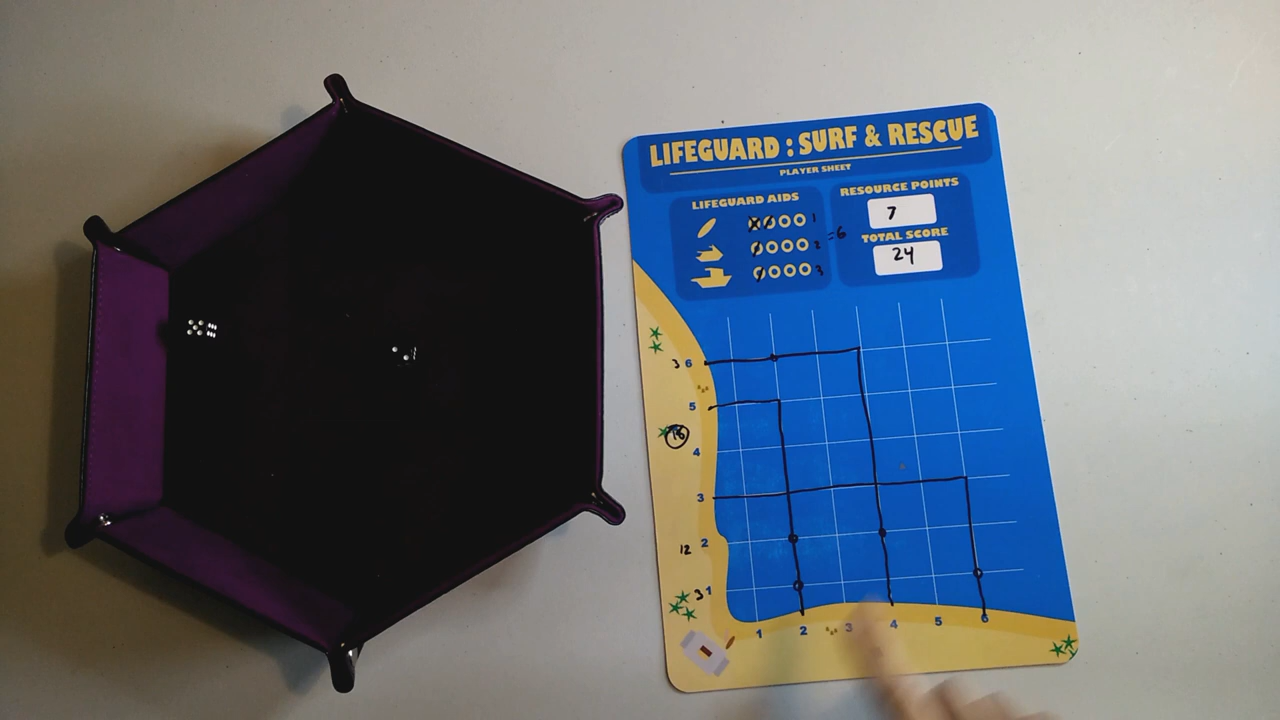 LIFEGUARD : SURF & RESCUE
PLAYER SHEET
LIFEGUARD AIDS
1
2
3
=6
RESOURCE POINTS
7
TOTAL SCORE
24
3 6
5
18
4
3
12 2
3 1
1 2 3 4 5 6